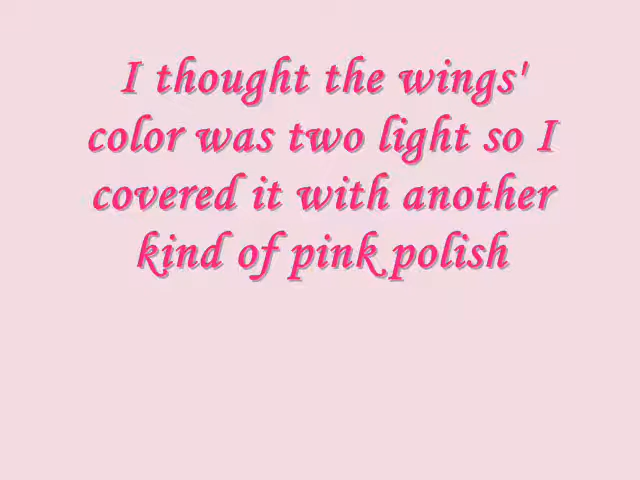 I thought the wings'
color was two light so I
covered it with another
kind of pink polish